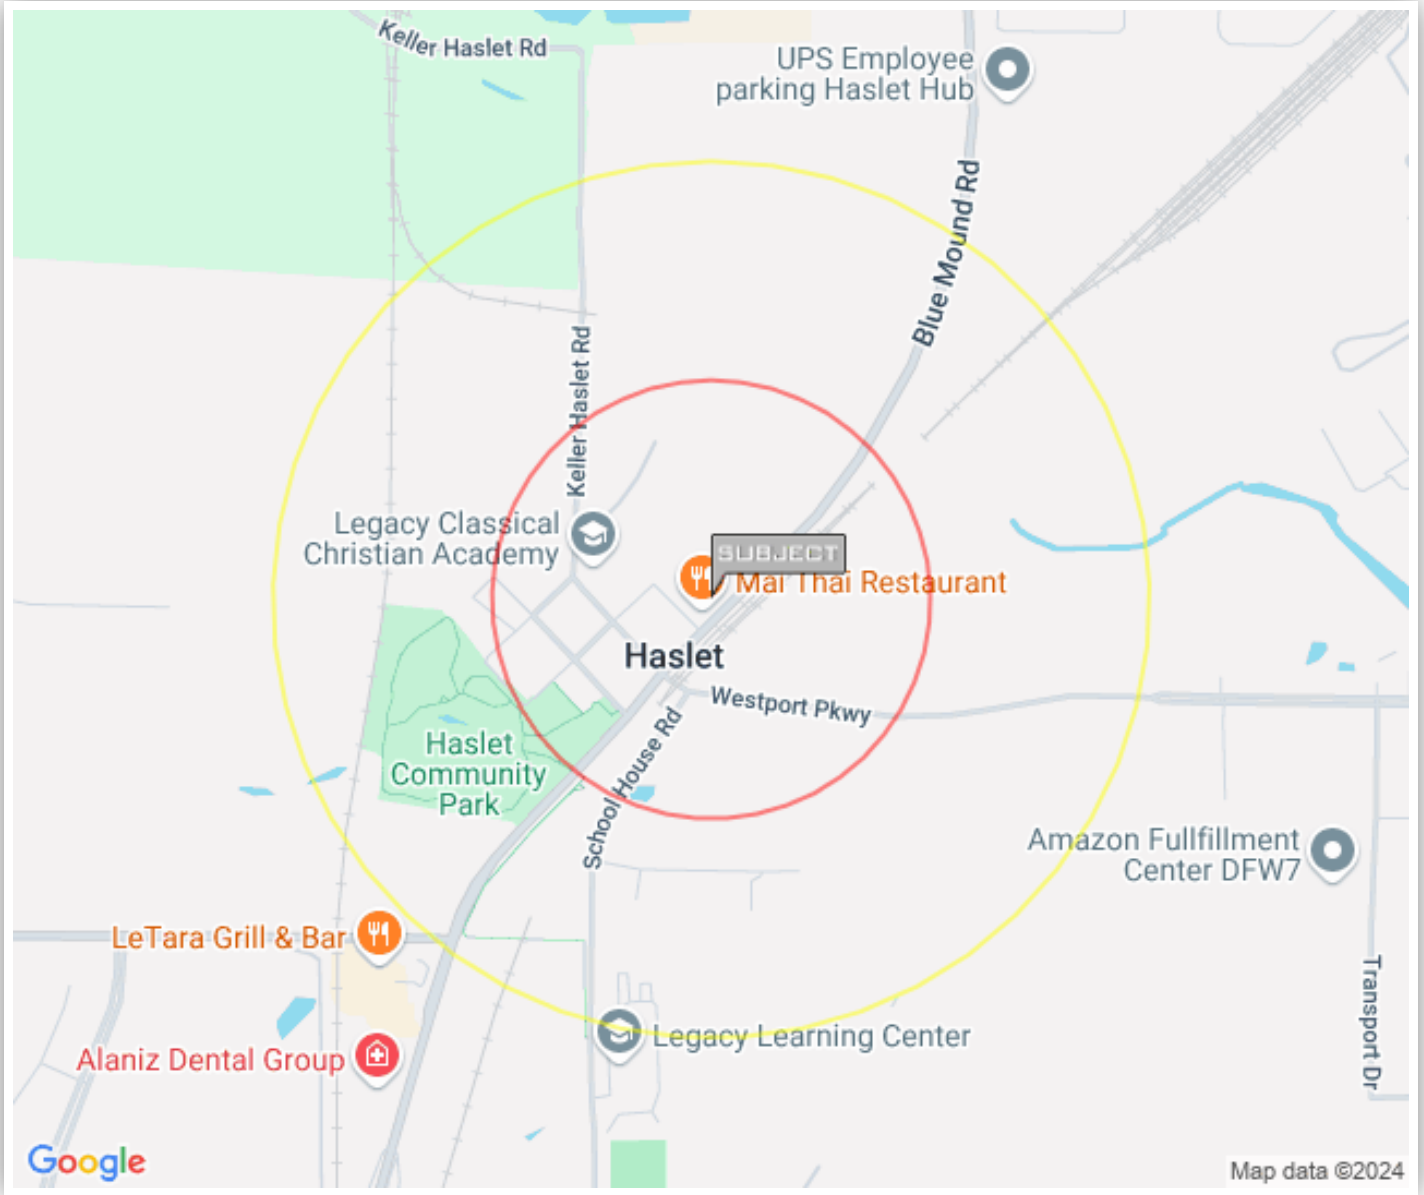 Keller Haslet Rd
UPS Employee
parking Haslet Hub
Blue Mound Rd
Keller Haslet Rd
Legacy Classical
Christian Academy
SUBJECT
Mai Thai Restaurant
Haslet
Westport Pkwy
School House Rd
Haslet
Community
Park
Amazon Fullfillment
Center DFW7
LeTara Grill & Bar
Transport Dr
Legacy Learning Center
Alaniz Dental Group
Google
Map data ©2024